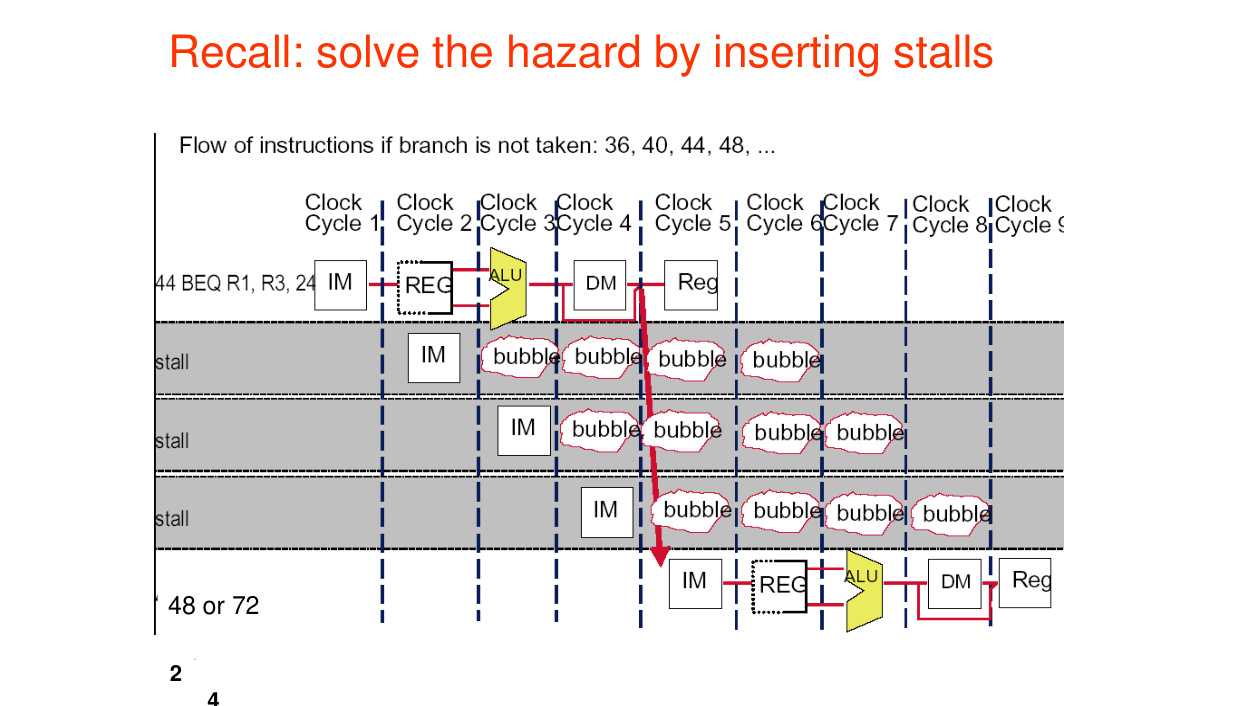 Recall: solve the hazard by inserting stalls
Flow of instructions if branch is not taken: 36, 40, 44, 48, ...
Clock Clock Clock Clock Clock Clock Clock Clock Clock
Cycle 1 Cycle 2 Cycle 3 Cycle 4 Cycle 5 Cycle 6 Cycle 7 Cycle 8 Cycle 9
44 BEQ R1, R3, 24 IM REG ALU DM Reg
stall IM bubble bubble bubble bubble
stall IM bubble bubble bubble bubble
stall IM bubble bubble bubble bubble
48 or 72 IM REG ALU DM Reg
2
4